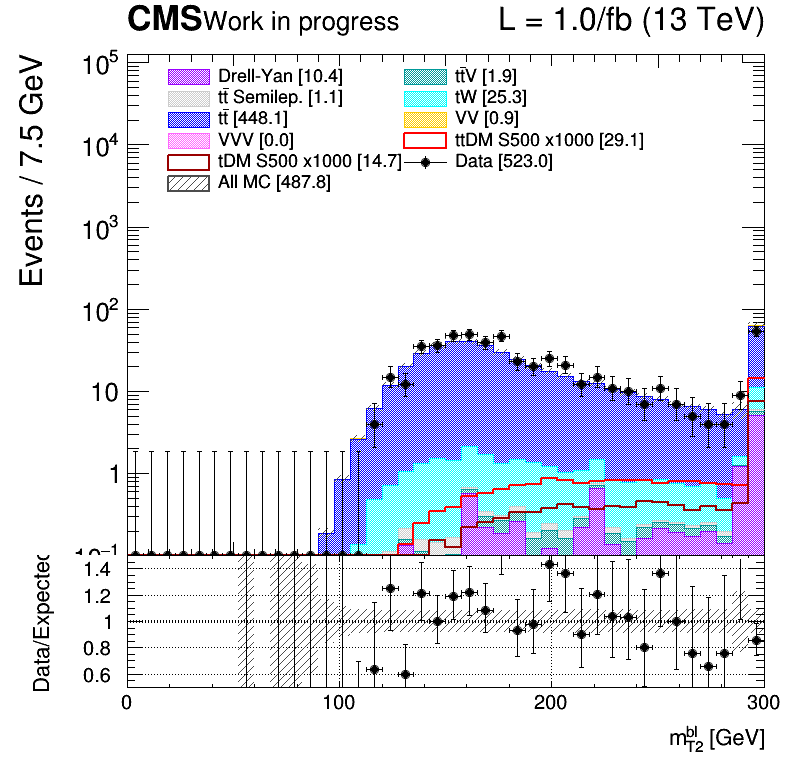 CMS Work in progress L = 1.0/fb (13 TeV)
Events / 7.5 GeV
10⁵
10⁴
10³
10²
10
1
10⁻¹
Drell-Yan [10.4] tt̄V [1.9]
tt̄ Semilep. [1.1] tW [25.3]
tt̄ [448.1] VV [0.9]
VVV [0.0] ttDM S500 x1000 [29.1]
tDM S500 x1000 [14.7] Data [523.0]
All MC [487.8]
Data/Expected
1.4
1.2
1
0.8
0.6
0 100 200 300
m_{T2}^{bl} [GeV]